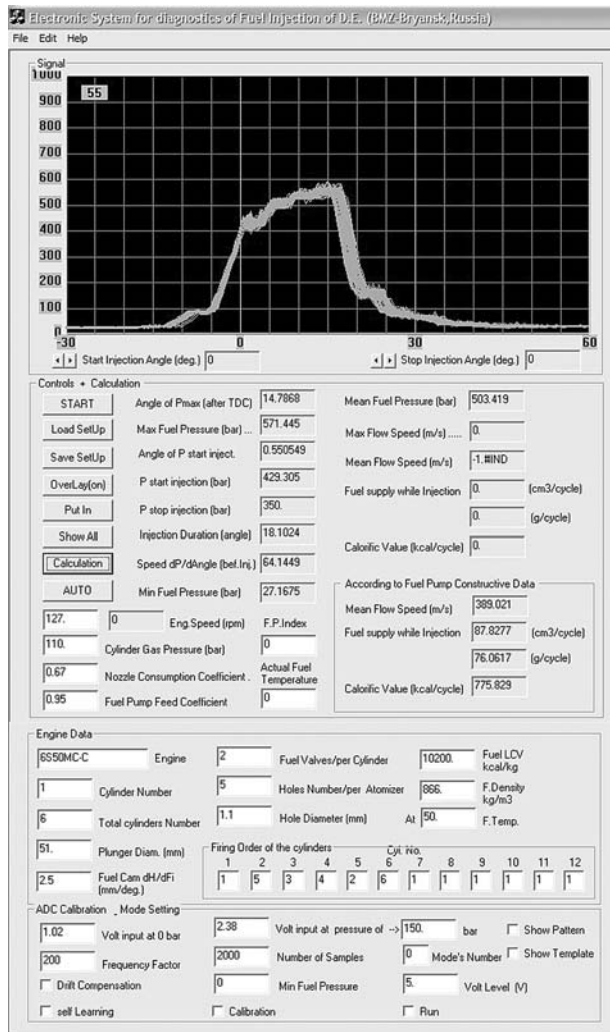 Electronic System for diagnostics of Fuel Injection of D.E. (BMZ-Bryansk,Russia)
File Edit Help
Signal
1000
55
900
800
700
600
500
400
300
200
100
0
-30 0 30 60
Start Injection Angle (deg.) 0 Stop Injection Angle (deg.) 0
Controls + Calculation
START Angle of Pmax (after TDC) 14.7868 Mean Fuel Pressure (bar) 503.419
Load SetUp Max Fuel Pressure (bar) ... 571.445 Max Flow Speed (m/s) ..... 0.
Save SetUp Angle of P start inject. 0.550549 Mean Flow Speed (m/s) -1.#IND
OverLay(on) P start injection (bar) 429.305 Fuel supply while Injection 0. (cm3/cycle)
Put In P stop injection (bar) 350. 0. (g/cycle)
Show All Injection Duration (angle) 18.1024 Calorific Value (kcal/cycle) 0.
Calculation Speed dP/dAngle (bef.Inj.) 64.1449
AUTO Min Fuel Pressure (bar) 27.1675
According to Fuel Pump Constructive Data
Mean Flow Speed (m/s) 389.021
Fuel supply while Injection 87.8277 (cm3/cycle)
76.0617 (g/cycle)
Calorific Value (kcal/cycle) 775.829
127. 0 Eng.Speed (rpm) F.P.Index
110. Cylinder Gas Pressure (bar) 0
0.67 Nozzle Consumption Coefficient . Actual Fuel Temperature
0.95 Fuel Pump Feed Coefficient 0
Engine Data
6S50MC-C Engine 2 Fuel Valves/per Cylinder 10200. Fuel LCV kcal/kg
1 Cylinder Number 5 Holes Number/per Atomizer 866. F.Density kg/m3
6 Total cylinders Number 1.1 Hole Diameter (mm) At 50. F.Temp.
51. Plunger Diam. (mm) Firing Order of the cylinders Cyl. No.
1 2 3 4 5 6 7 8 9 10 11 12
2.5 Fuel Cam dH/dFi (mm/deg.) 1 5 3 4 2 6 1 1 1 1 1 1
ADC Calibration _ Mode Setting
1.02 Volt input at 0 bar 2.38 Volt input at pressure of --> 150. bar Show Pattern
200 Frequency Factor 2000 Number of Samples 0 Mode's Number Show Template
Drift Compensation 0 Min Fuel Pressure 5. Volt Level (V)
self Learning Calibration Run